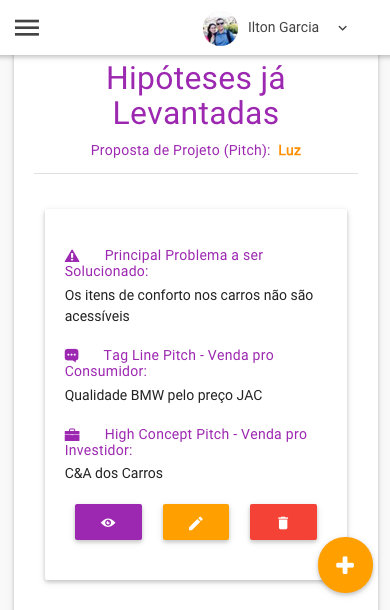 Ilton Garcia
Hipóteses já
Levantadas
Proposta de Projeto (Pitch): Luz
Principal Problema a ser
Solucionado:
Os itens de conforto nos carros não são
acessíveis
Tag Line Pitch - Venda pro
Consumidor:
Qualidade BMW pelo preço JAC
High Concept Pitch - Venda pro
Investidor:
C&A dos Carros